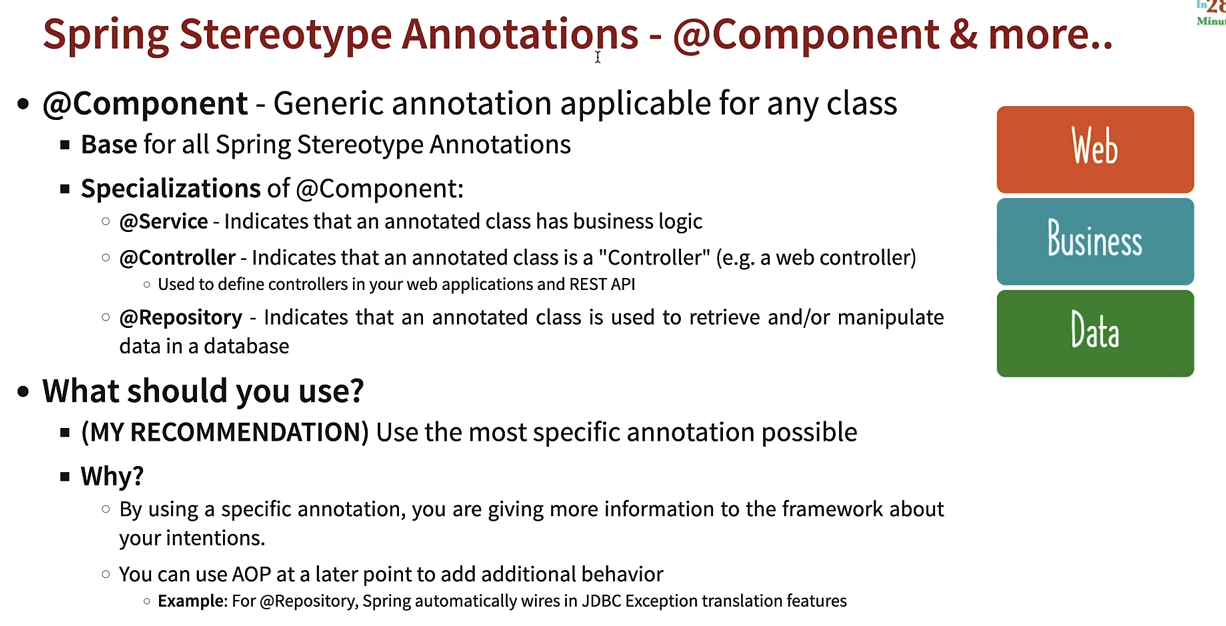 Spring Stereotype Annotations - @Component & more..
In28
Minut
• @Component - Generic annotation applicable for any class
▪ Base for all Spring Stereotype Annotations
▪ Specializations of @Component:
○ @Service - Indicates that an annotated class has business logic
○ @Controller - Indicates that an annotated class is a "Controller" (e.g. a web controller)
○ Used to define controllers in your web applications and REST API
○ @Repository - Indicates that an annotated class is used to retrieve and/or manipulate
data in a database
• What should you use?
▪ (MY RECOMMENDATION) Use the most specific annotation possible
▪ Why?
○ By using a specific annotation, you are giving more information to the framework about
your intentions.
○ You can use AOP at a later point to add additional behavior
○ Example: For @Repository, Spring automatically wires in JDBC Exception translation features
Web
Business
Data